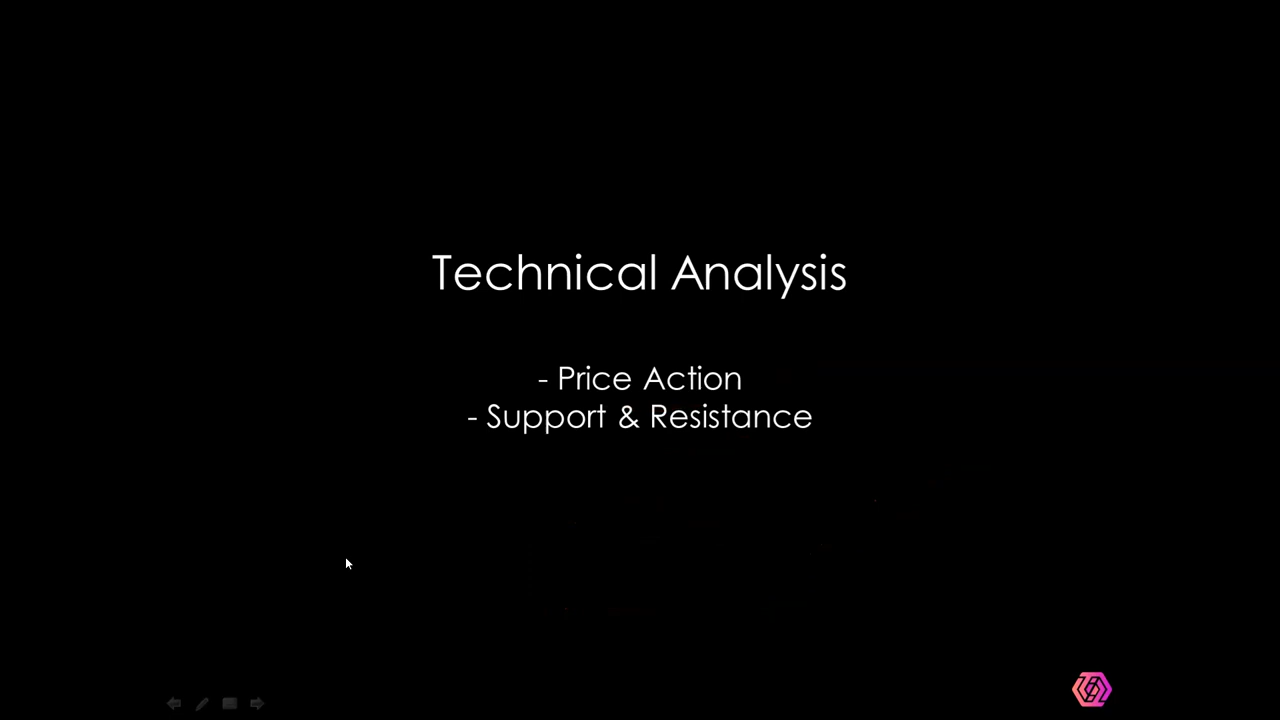 Technical Analysis
- Price Action
- Support & Resistance